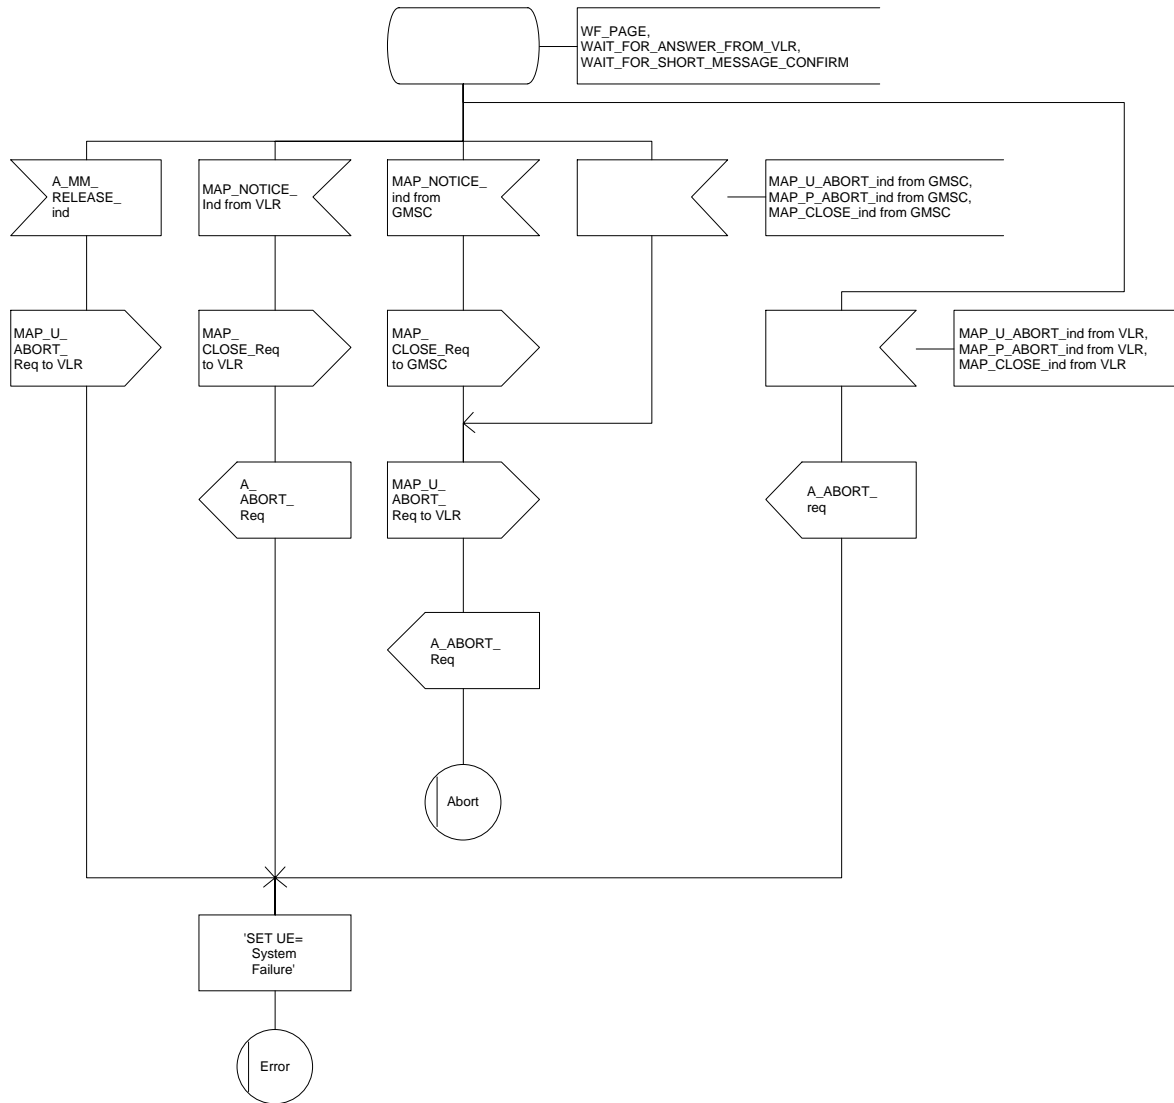 WF_PAGE,
WAIT_FOR_ANSWER_FROM_VLR,
WAIT_FOR_SHORT_MESSAGE_CONFIRM
A_MM_
RELEASE_
ind
MAP_NOTICE_
Ind from VLR
MAP_NOTICE_
ind from
GMSC
MAP_U_ABORT_ind from GMSC,
MAP_P_ABORT_ind from GMSC,
MAP_CLOSE_ind from GMSC
MAP_U_
ABORT_
Req to VLR
MAP_
CLOSE_Req
to VLR
MAP_
CLOSE_Req
to GMSC
MAP_U_ABORT_ind from VLR,
MAP_P_ABORT_ind from VLR,
MAP_CLOSE_ind from VLR
A_
ABORT_
Req
MAP_U_
ABORT_
Req to VLR
A_ABORT_
req
A_ABORT_
Req
Abort
'SET UE=
System
Failure'
Error